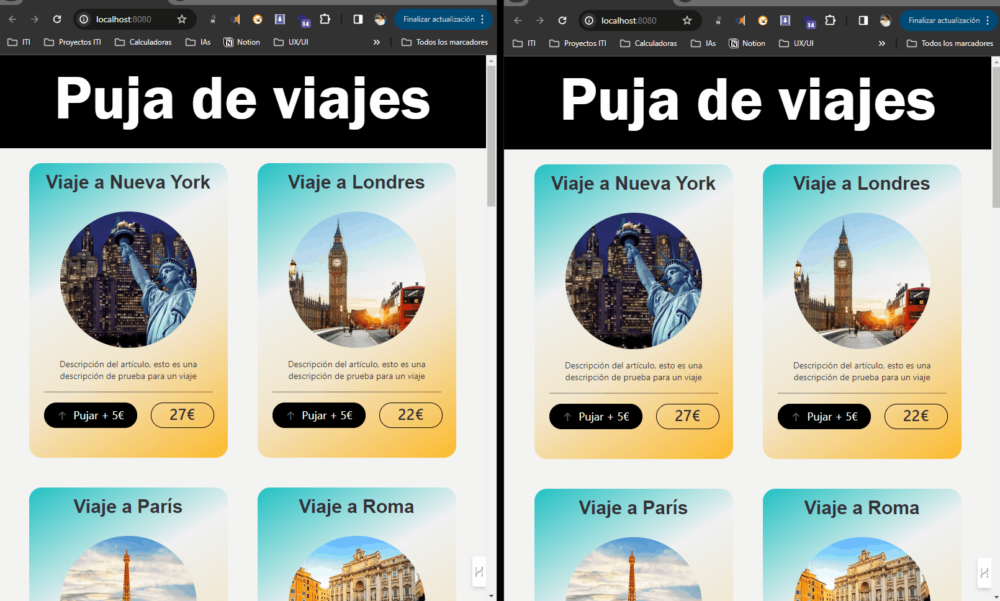 localhost:8080
Finalizar actualización
14
ITI
Proyectos ITI
Calculadoras
IAs
Notion
UX/UI
Todos los marcadores
Puja de viajes
Viaje a Nueva York
Viaje a Londres
Descripción del artículo, esto es una
descripción de prueba para un viaje
Descripción del artículo, esto es una
descripción de prueba para un viaje
Pujar + 5€
27€
Pujar + 5€
22€
Viaje a París
Viaje a Roma
localhost:8080
Finalizar actualización
14
ITI
Proyectos ITI
Calculadoras
IAs
Notion
UX/UI
Todos los marcadores
Puja de viajes
Viaje a Nueva York
Viaje a Londres
Descripción del artículo, esto es una
descripción de prueba para un viaje
Descripción del artículo, esto es una
descripción de prueba para un viaje
Pujar + 5€
27€
Pujar + 5€
22€
Viaje a París
Viaje a Roma